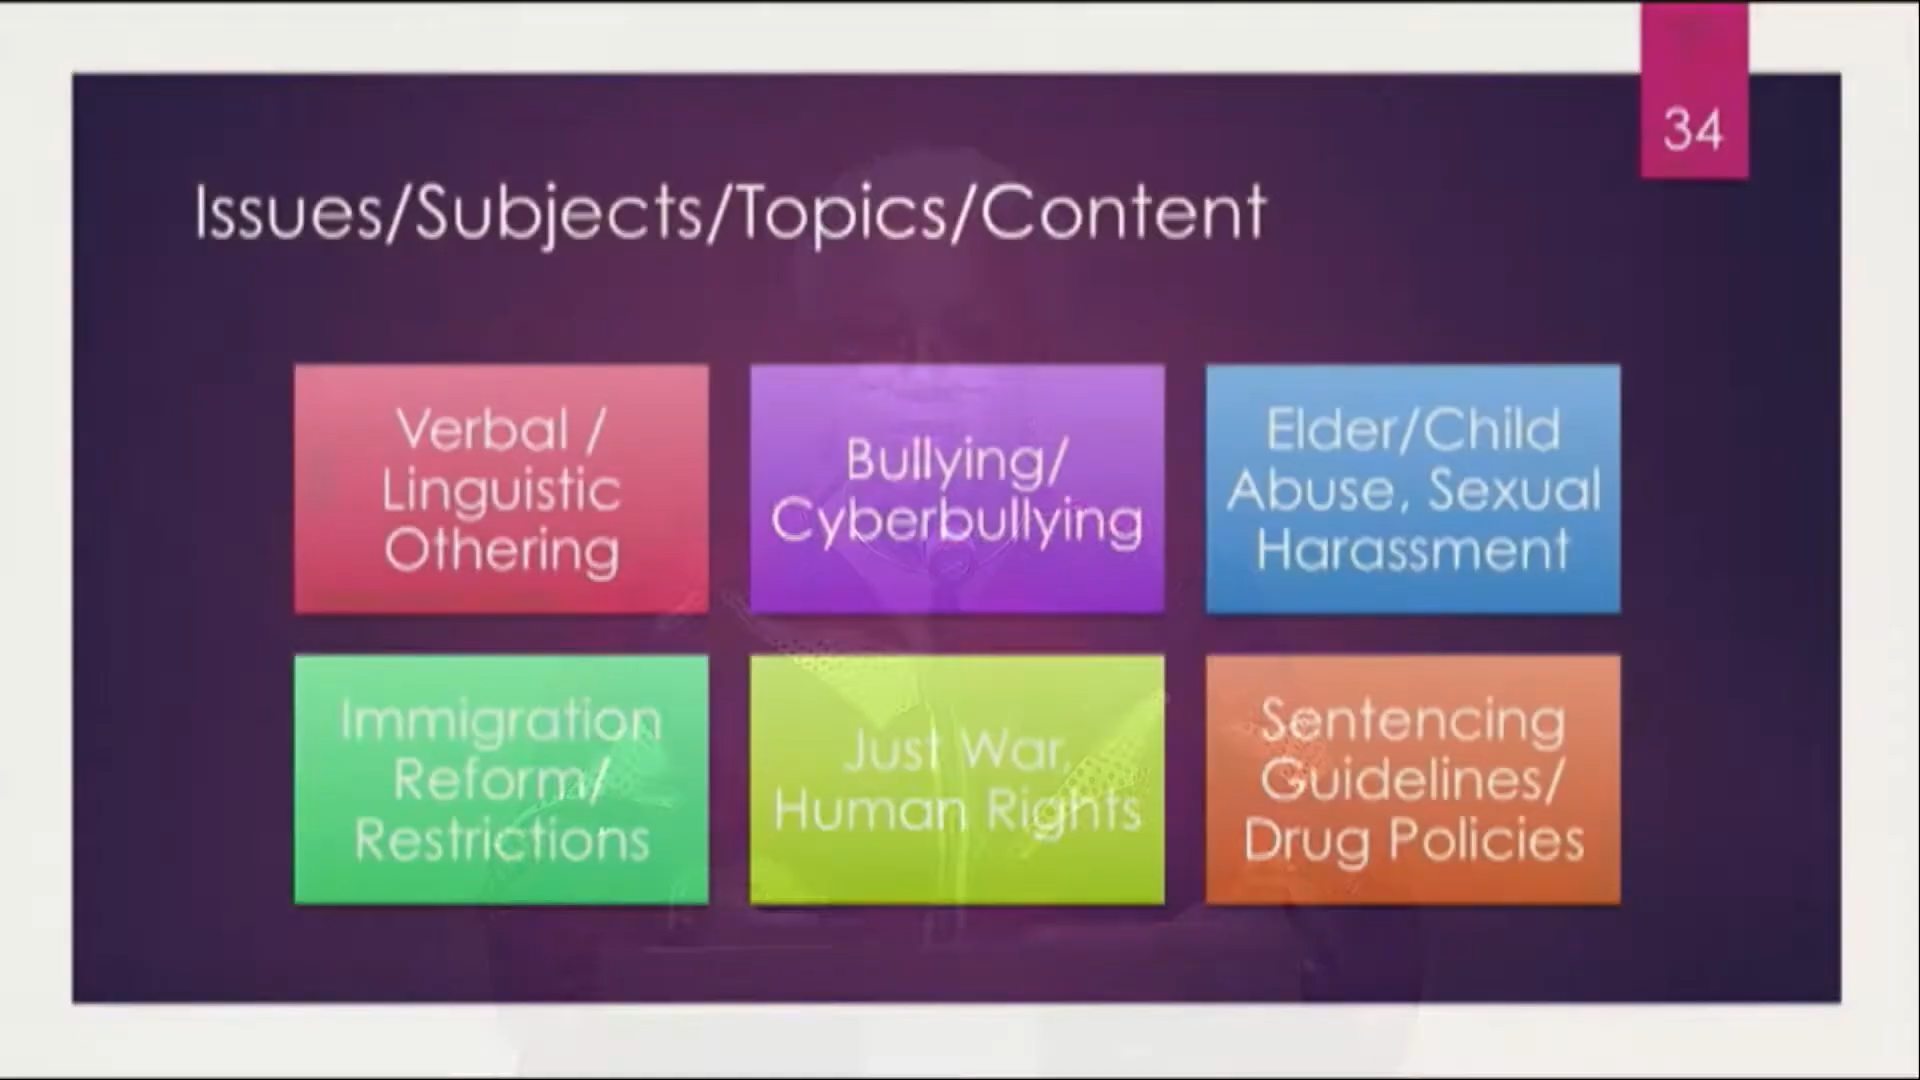 34
Issues/Subjects/Topics/Content
Verbal /
Linguistic
Othering
Bullying/
Cyberbullying
Elder/Child
Abuse, Sexual
Harassment
Immigration
Reform/
Restrictions
Just War,
Human Rights
Sentencing
Guidelines/
Drug Policies